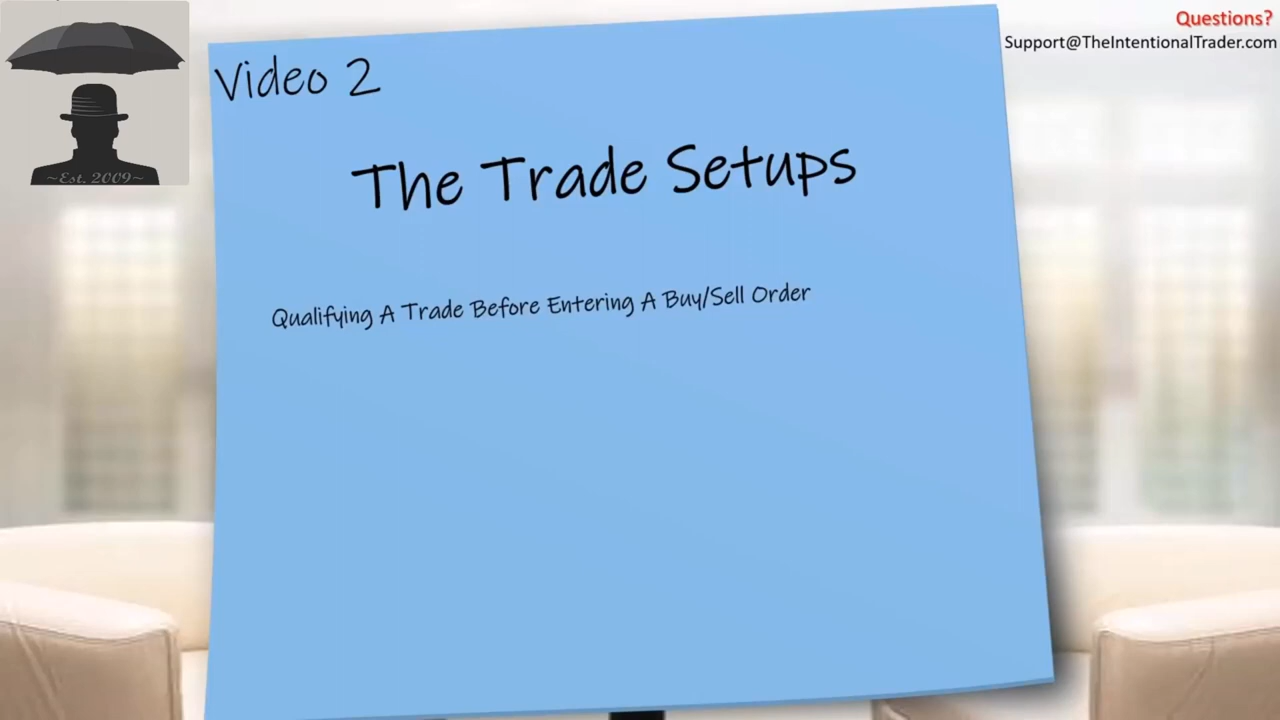 Questions?
Support@TheIntentionalTrader.com
~Est. 2009~
Video 2
The Trade Setups
Qualifying A Trade Before Entering A Buy/Sell Order